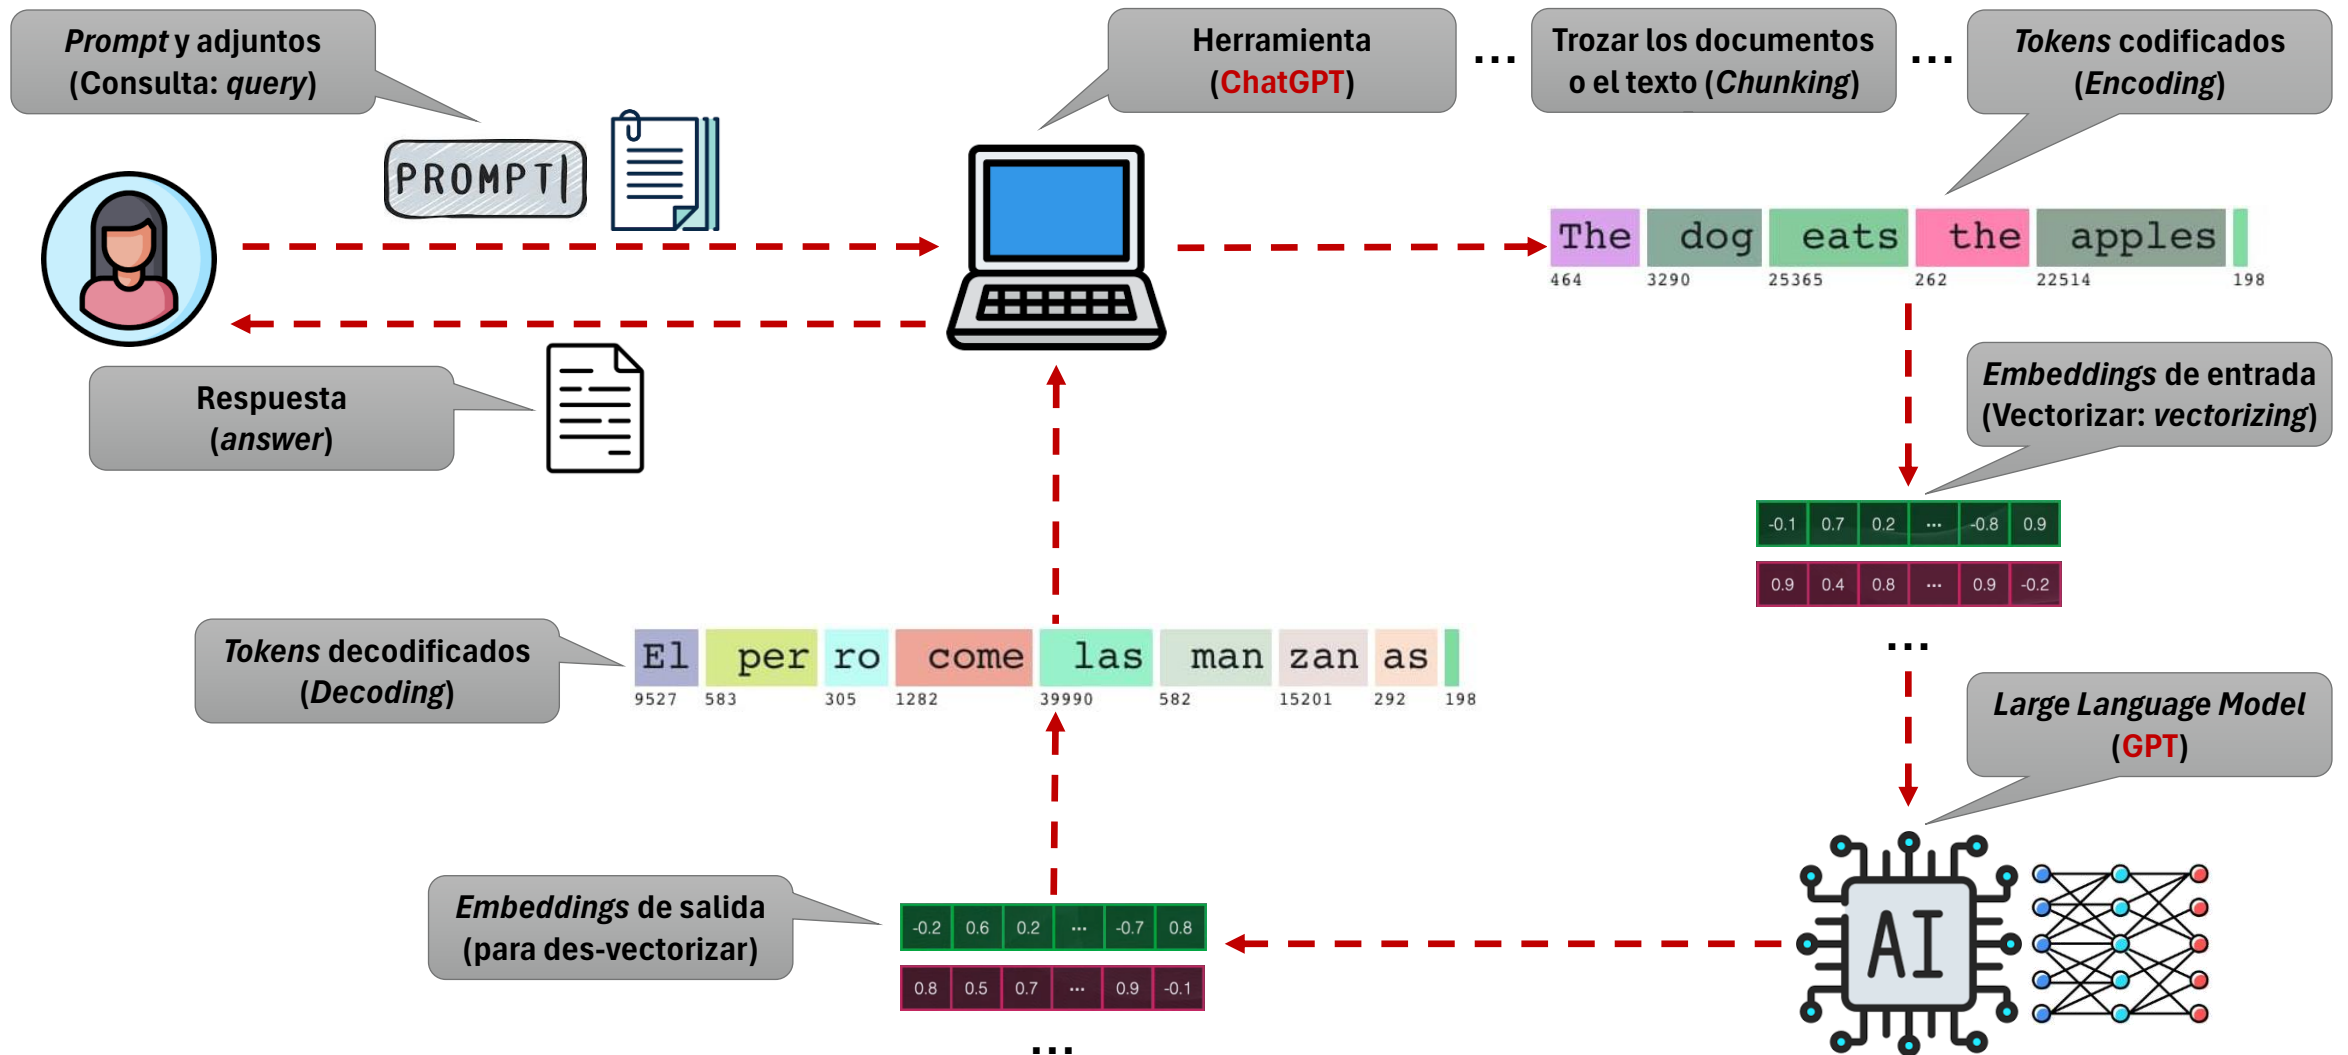 Prompt y adjuntos
(Consulta: query)
PROMPT
Herramienta
(ChatGPT)
...
Trozar los documentos
o el texto (Chunking)
...
Tokens codificados
(Encoding)
The dog eats the apples
464 3290 25365 262 22514 198
Respuesta
(answer)
Embeddings de entrada
(Vectorizar: vectorizing)
-0.1 0.7 0.2 ... -0.8 0.9
0.9 0.4 0.8 ... 0.9 -0.2
...
Tokens decodificados
(Decoding)
El per ro come las man zan as
9527 583 305 1282 39990 582 15201 292 198
Large Language Model
(GPT)
AI
Embeddings de salida
(para des-vectorizar)
-0.2 0.6 0.2 ... -0.7 0.8
0.8 0.5 0.7 ... 0.9 -0.1
...